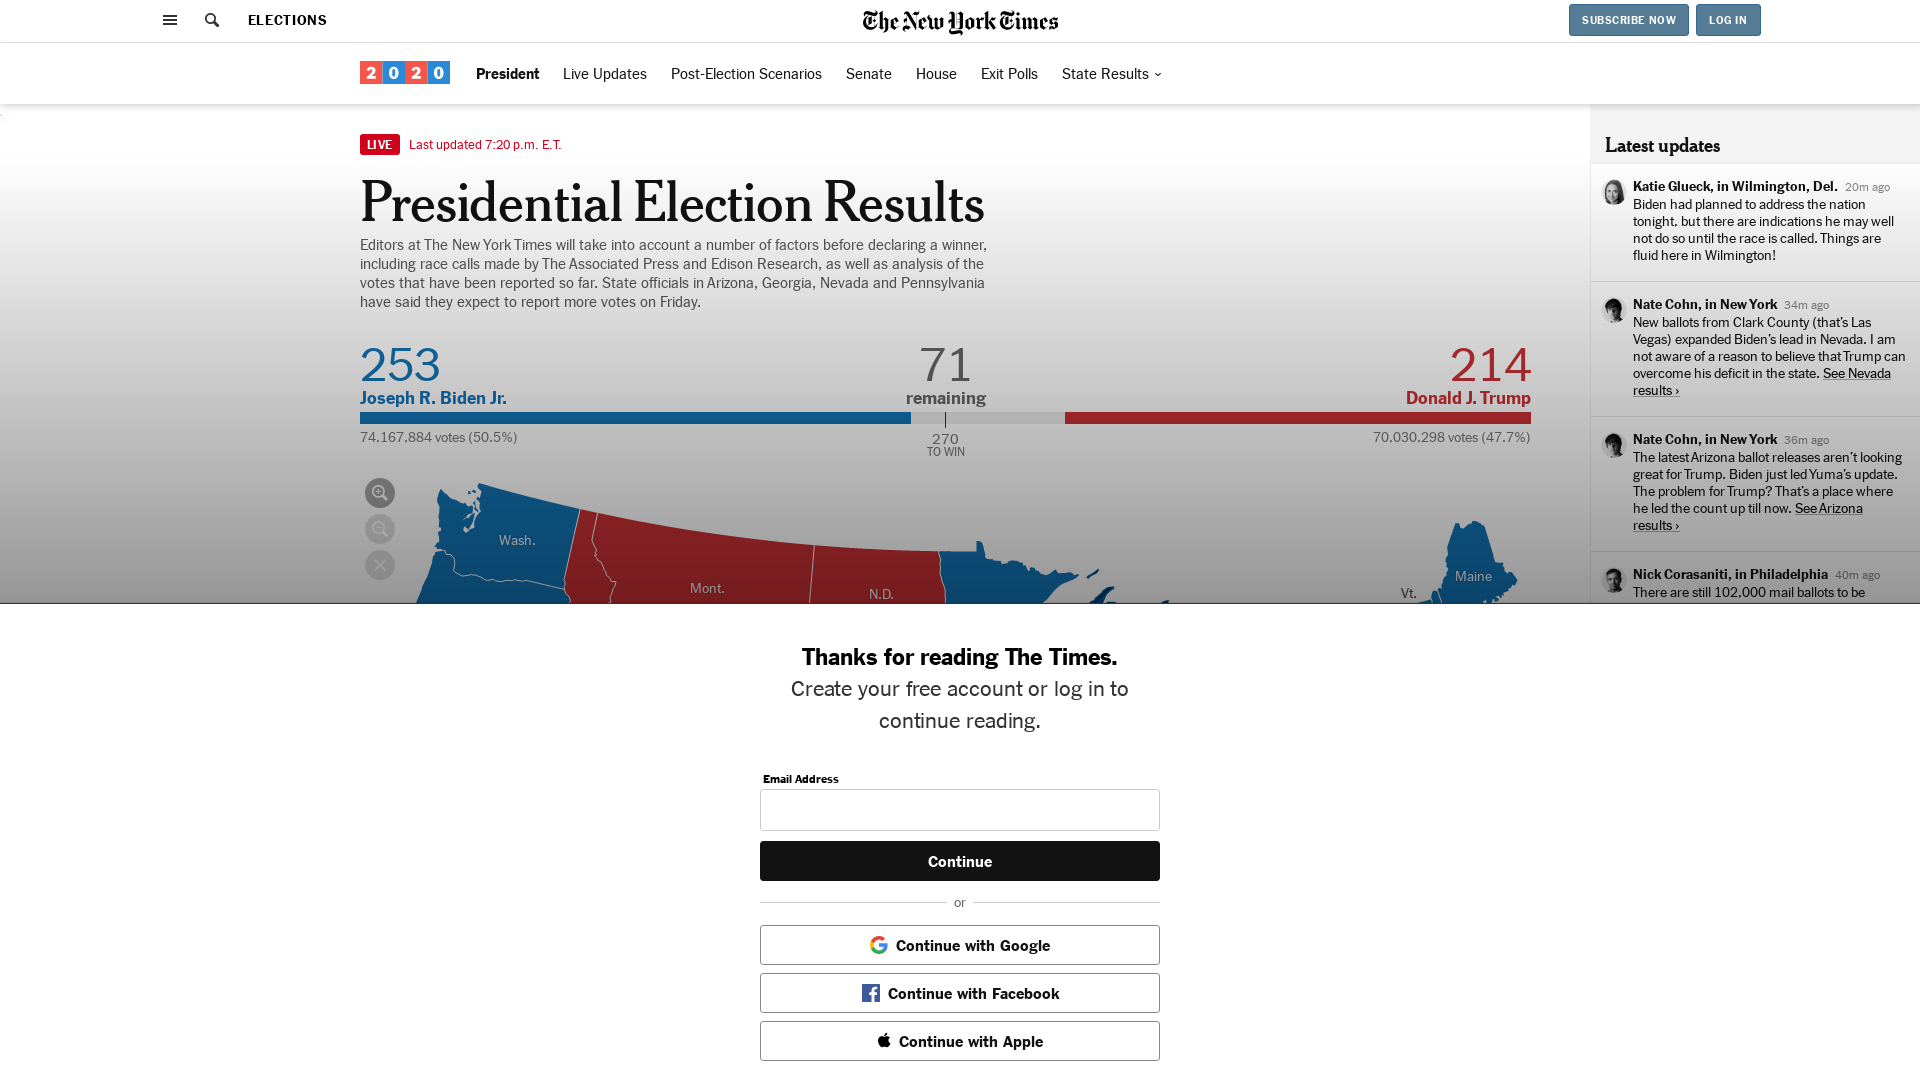 ELECTIONS
The New York Times
SUBSCRIBE NOW
LOG IN
2020
President
Live Updates
Post-Election Scenarios
Senate
House
Exit Polls
State Results
LIVE
Last updated 7:20 p.m. E.T.
Presidential Election Results
Editors at The New York Times will take into account a number of factors before declaring a winner,
including race calls made by The Associated Press and Edison Research, as well as analysis of the
votes that have been reported so far. State officials in Arizona, Georgia, Nevada and Pennsylvania
have said they expect to report more votes on Friday.
253
Joseph R. Biden Jr.
74,167,884 votes (50.5%)
71
remaining
270
TO WIN
214
Donald J. Trump
70,030,298 votes (47.7%)
Wash.
Mont.
N.D.
Vt.
Maine
Latest updates
Katie Glueck, in Wilmington, Del. 20m ago
Biden had planned to address the nation
tonight, but there are indications he may well
not do so until the race is called. Things are
fluid here in Wilmington!
Nate Cohn, in New York 34m ago
New ballots from Clark County (that's Las
Vegas) expanded Biden's lead in Nevada. I am
not aware of a reason to believe that Trump can
overcome his deficit in the state. See Nevada
results ›
Nate Cohn, in New York 36m ago
The latest Arizona ballot releases aren't looking
great for Trump. Biden just led Yuma's update.
The problem for Trump? That's a place where
he led the count up till now. See Arizona
results ›
Nick Corasaniti, in Philadelphia 40m ago
There are still 102,000 mail ballots to be
Thanks for reading The Times.
Create your free account or log in to
continue reading.
Email Address
Continue
or
Continue with Google
Continue with Facebook
Continue with Apple